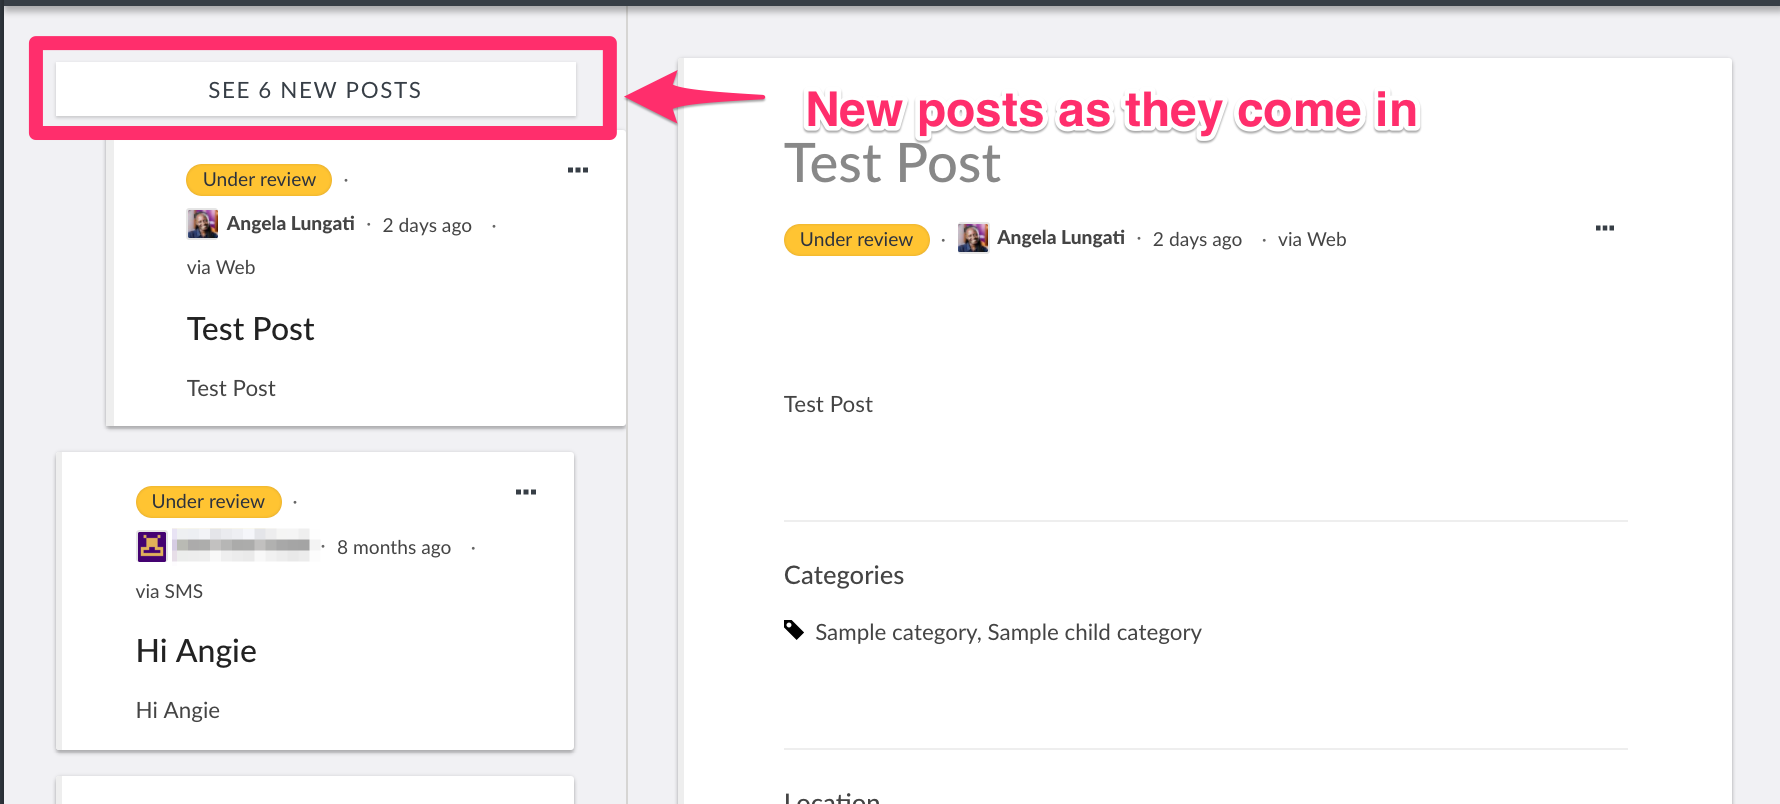 SEE 6 NEW POSTS
New posts as they come in
Under review ·
Angela Lungati · 2 days ago ·
via Web
Test Post
Test Post
Under review ·
· 8 months ago ·
via SMS
Hi Angie
Hi Angie
Test Post
Under review · Angela Lungati · 2 days ago · via Web
Test Post
Categories
Sample category, Sample child category
Location